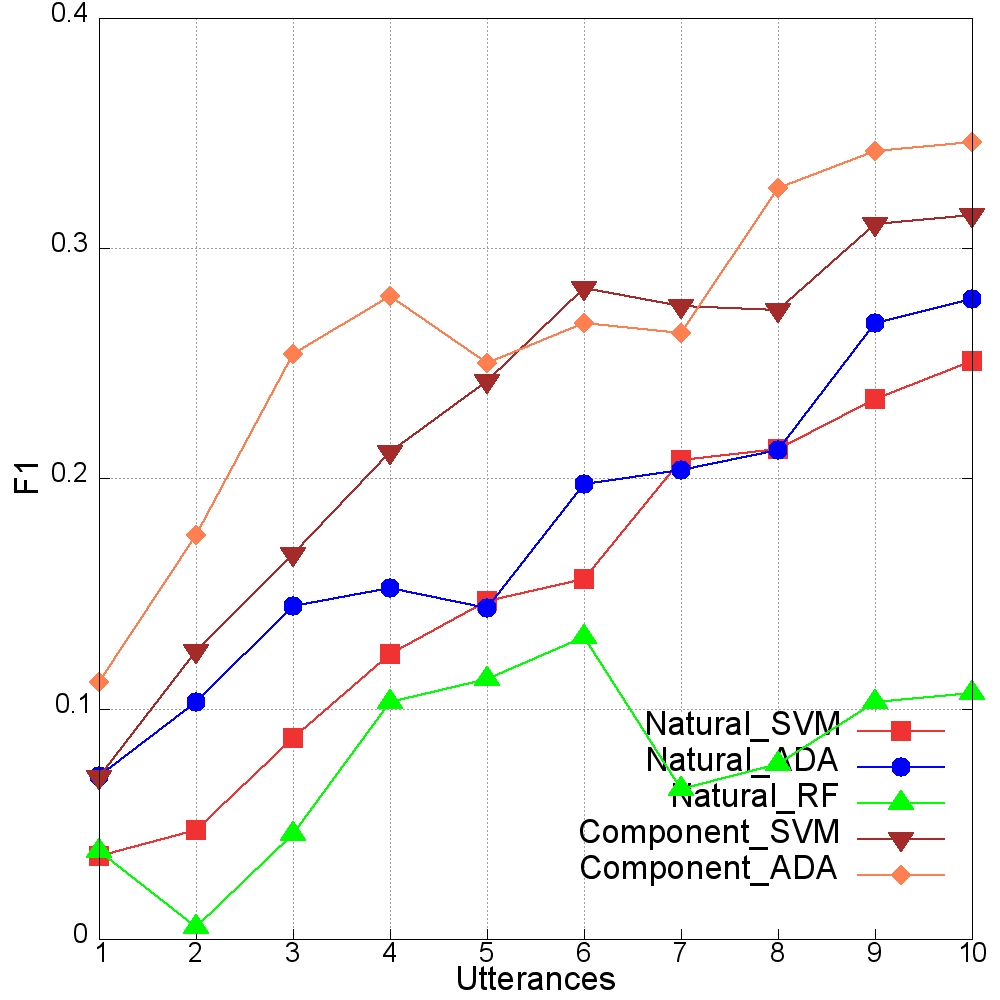 0.4
0.3
0.2
0.1
0
F1
1 2 3 4 5 6 7 8 9 10
Utterances
Natural_SVM
Natural_ADA
Natural_RF
Component_SVM
Component_ADA